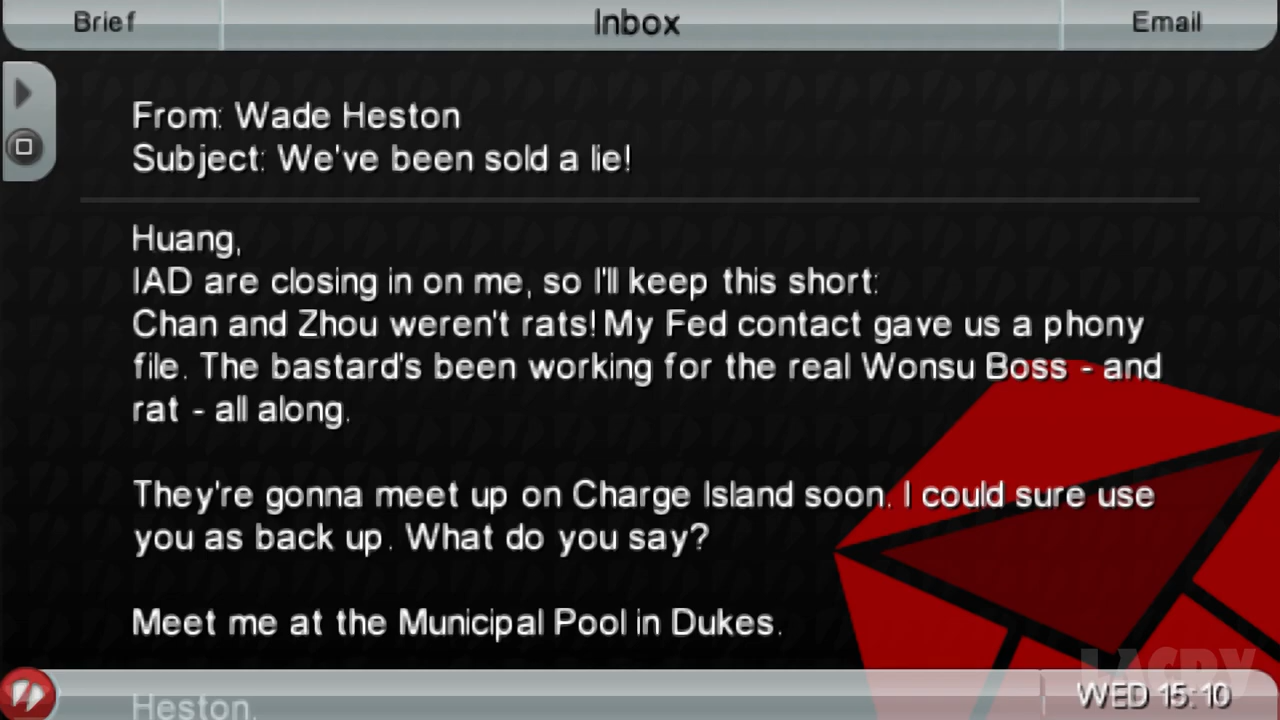 Brief Inbox Email
From: Wade Heston
Subject: We've been sold a lie!
Huang,
IAD are closing in on me, so I'll keep this short:
Chan and Zhou weren't rats! My Fed contact gave us a phony
file. The bastard's been working for the real Wonsu Boss - and
rat - all along.
They're gonna meet up on Charge Island soon. I could sure use
you as back up. What do you say?
Meet me at the Municipal Pool in Dukes.
Heston.
WED 15:10